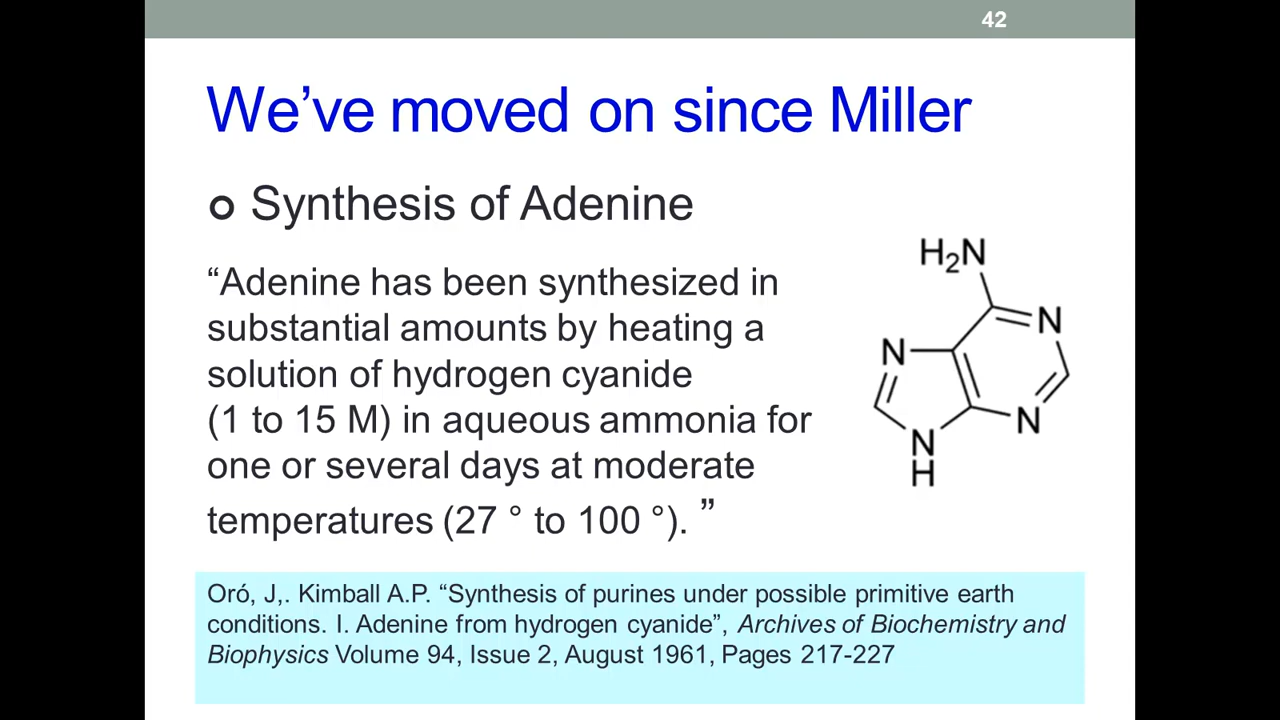 42
We’ve moved on since Miller
Synthesis of Adenine
“Adenine has been synthesized in
substantial amounts by heating a
solution of hydrogen cyanide
(1 to 15 M) in aqueous ammonia for
one or several days at moderate
temperatures (27 ° to 100 °). ”
H₂N
N
N
N
N
H
Oró, J,. Kimball A.P. “Synthesis of purines under possible primitive earth
conditions. I. Adenine from hydrogen cyanide”, Archives of Biochemistry and
Biophysics Volume 94, Issue 2, August 1961, Pages 217-227